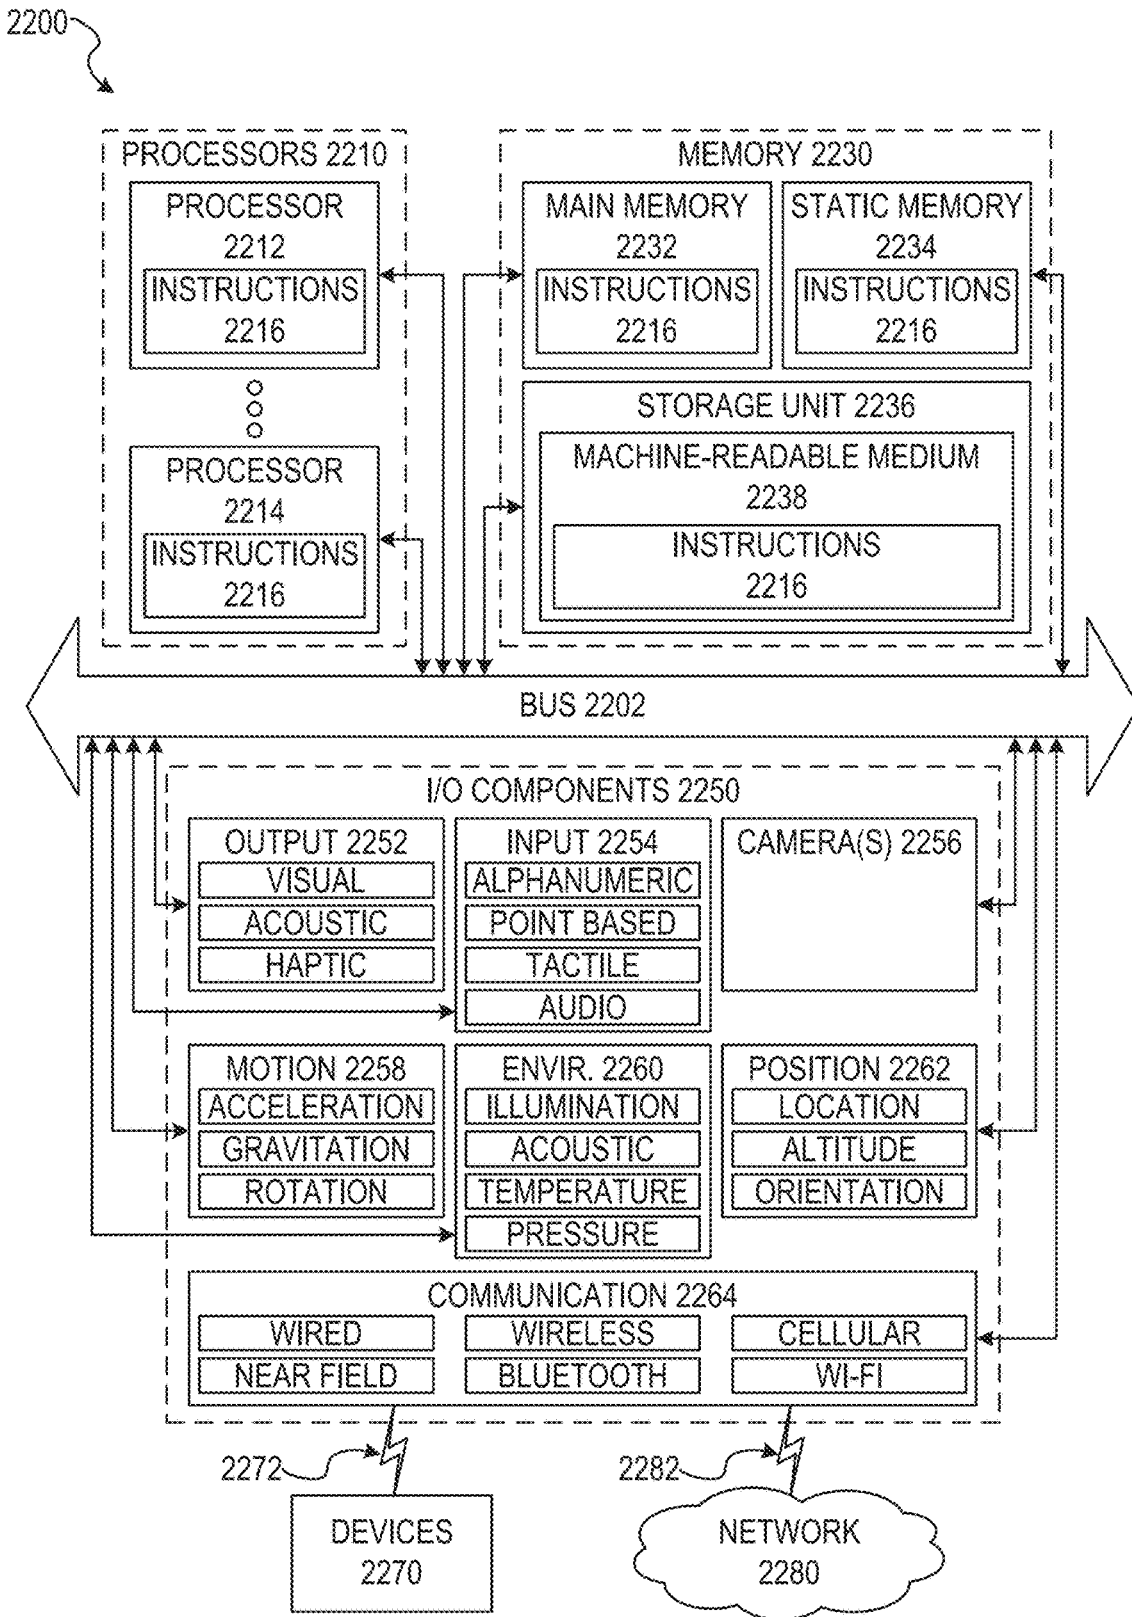 2200
PROCESSORS 2210
PROCESSOR
2212
INSTRUCTIONS
2216
PROCESSOR
2214
INSTRUCTIONS
2216
MEMORY 2230
MAIN MEMORY
2232
INSTRUCTIONS
2216
STATIC MEMORY
2234
INSTRUCTIONS
2216
STORAGE UNIT 2236
MACHINE-READABLE MEDIUM
2238
INSTRUCTIONS
2216
BUS 2202
I/O COMPONENTS 2250
OUTPUT 2252
VISUAL
ACOUSTIC
HAPTIC
INPUT 2254
ALPHANUMERIC
POINT BASED
TACTILE
AUDIO
CAMERA(S) 2256
MOTION 2258
ACCELERATION
GRAVITATION
ROTATION
ENVIR. 2260
ILLUMINATION
ACOUSTIC
TEMPERATURE
PRESSURE
POSITION 2262
LOCATION
ALTITUDE
ORIENTATION
COMMUNICATION 2264
WIRED
WIRELESS
CELLULAR
NEAR FIELD
BLUETOOTH
WI-FI
2272
2282
DEVICES
2270
NETWORK
2280